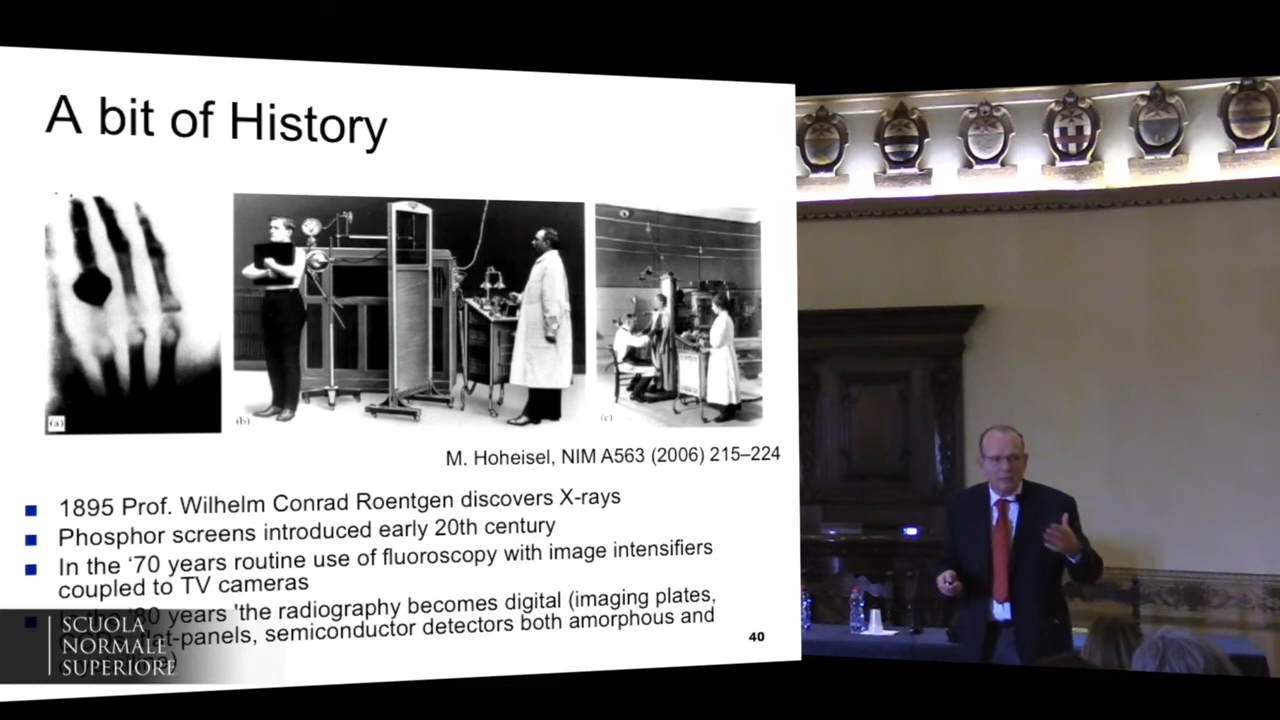 A bit of History
(a)
(b)
(c)
M. Hoheisel, NIM A563 (2006) 215–224
■ 1895 Prof. Wilhelm Conrad Roentgen discovers X-rays
■ Phosphor screens introduced early 20th century
■ In the ‘70 years routine use of fluoroscopy with image intensifiers
coupled to TV cameras
■ In the ‘80 years 'the radiography becomes digital (imaging plates,
flat-panels, semiconductor detectors both amorphous and
40
SCUOLA
NORMALE
SUPERIORE